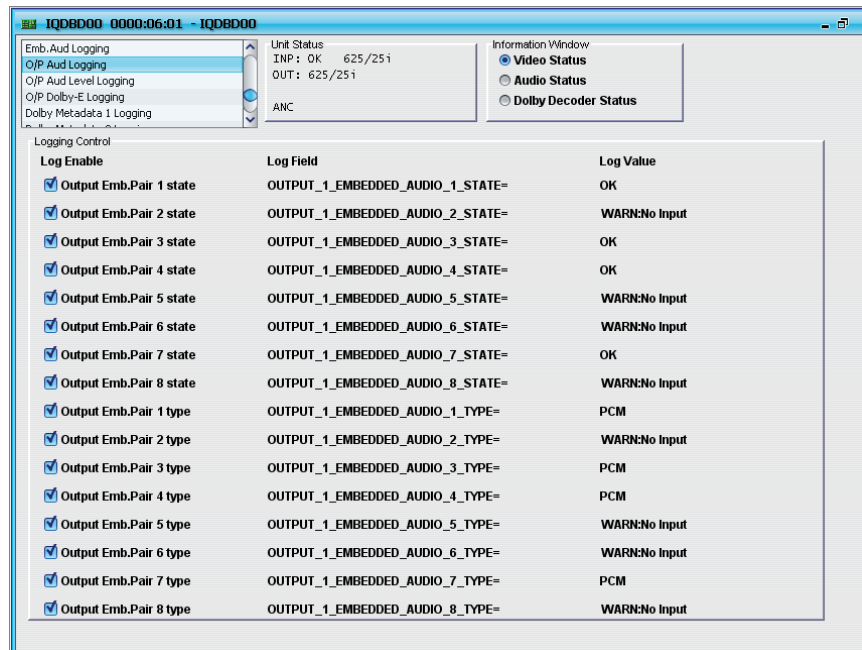 IQDBD00 0000:06:01 - IQDBD00
Emb.Aud Logging
O/P Aud Logging
O/P Aud Level Logging
O/P Dolby-E Logging
Dolby Metadata 1 Logging
Unit Status
INP: OK 625/25i
OUT: 625/25i
ANC
Information Window
Video Status
Audio Status
Dolby Decoder Status
Logging Control
Log Enable Log Field Log Value
Output Emb.Pair 1 state OUTPUT_1_EMBEDDED_AUDIO_1_STATE= OK
Output Emb.Pair 2 state OUTPUT_1_EMBEDDED_AUDIO_2_STATE= WARN:No Input
Output Emb.Pair 3 state OUTPUT_1_EMBEDDED_AUDIO_3_STATE= OK
Output Emb.Pair 4 state OUTPUT_1_EMBEDDED_AUDIO_4_STATE= OK
Output Emb.Pair 5 state OUTPUT_1_EMBEDDED_AUDIO_5_STATE= WARN:No Input
Output Emb.Pair 6 state OUTPUT_1_EMBEDDED_AUDIO_6_STATE= WARN:No Input
Output Emb.Pair 7 state OUTPUT_1_EMBEDDED_AUDIO_7_STATE= OK
Output Emb.Pair 8 state OUTPUT_1_EMBEDDED_AUDIO_8_STATE= WARN:No Input
Output Emb.Pair 1 type OUTPUT_1_EMBEDDED_AUDIO_1_TYPE= PCM
Output Emb.Pair 2 type OUTPUT_1_EMBEDDED_AUDIO_2_TYPE= WARN:No Input
Output Emb.Pair 3 type OUTPUT_1_EMBEDDED_AUDIO_3_TYPE= PCM
Output Emb.Pair 4 type OUTPUT_1_EMBEDDED_AUDIO_4_TYPE= PCM
Output Emb.Pair 5 type OUTPUT_1_EMBEDDED_AUDIO_5_TYPE= WARN:No Input
Output Emb.Pair 6 type OUTPUT_1_EMBEDDED_AUDIO_6_TYPE= WARN:No Input
Output Emb.Pair 7 type OUTPUT_1_EMBEDDED_AUDIO_7_TYPE= PCM
Output Emb.Pair 8 type OUTPUT_1_EMBEDDED_AUDIO_8_TYPE= WARN:No Input